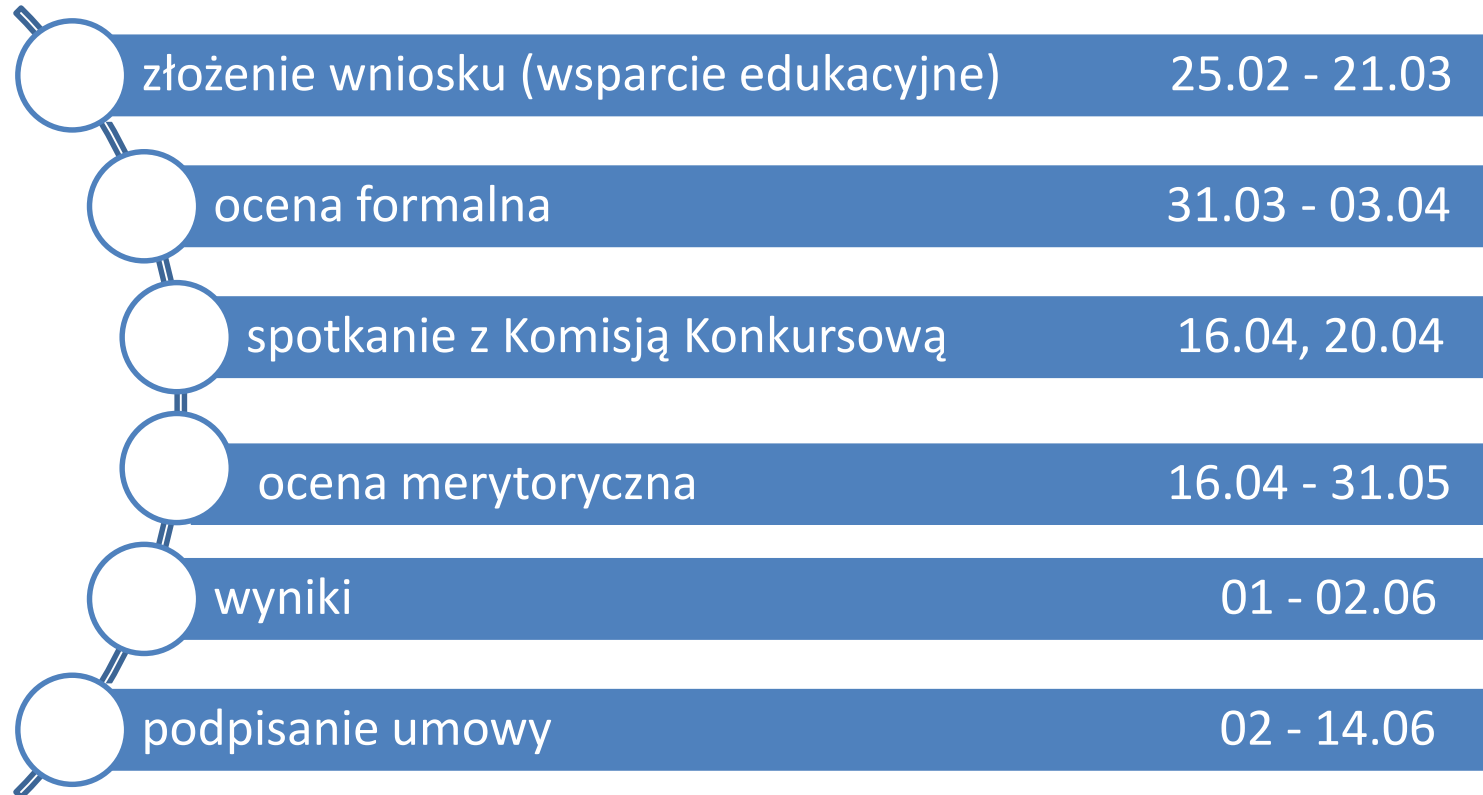 złożenie wniosku (wsparcie edukacyjne) 25.02 - 21.03
ocena formalna 31.03 - 03.04
spotkanie z Komisją Konkursową 16.04, 20.04
ocena merytoryczna 16.04 - 31.05
wyniki 01 - 02.06
podpisanie umowy 02 - 14.06